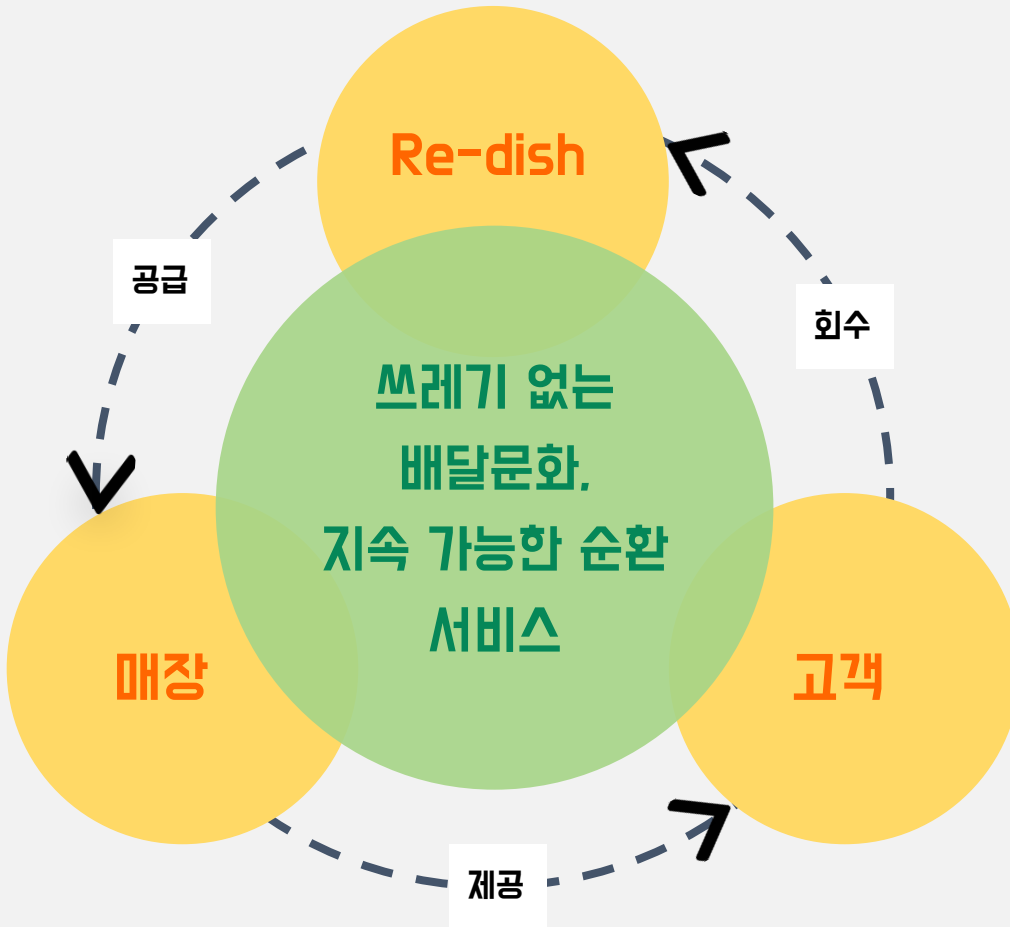 Re-dish
공급
회수
쓰레기 없는
배달문화,
지속 가능한 순환
서비스
매장
고객
제공